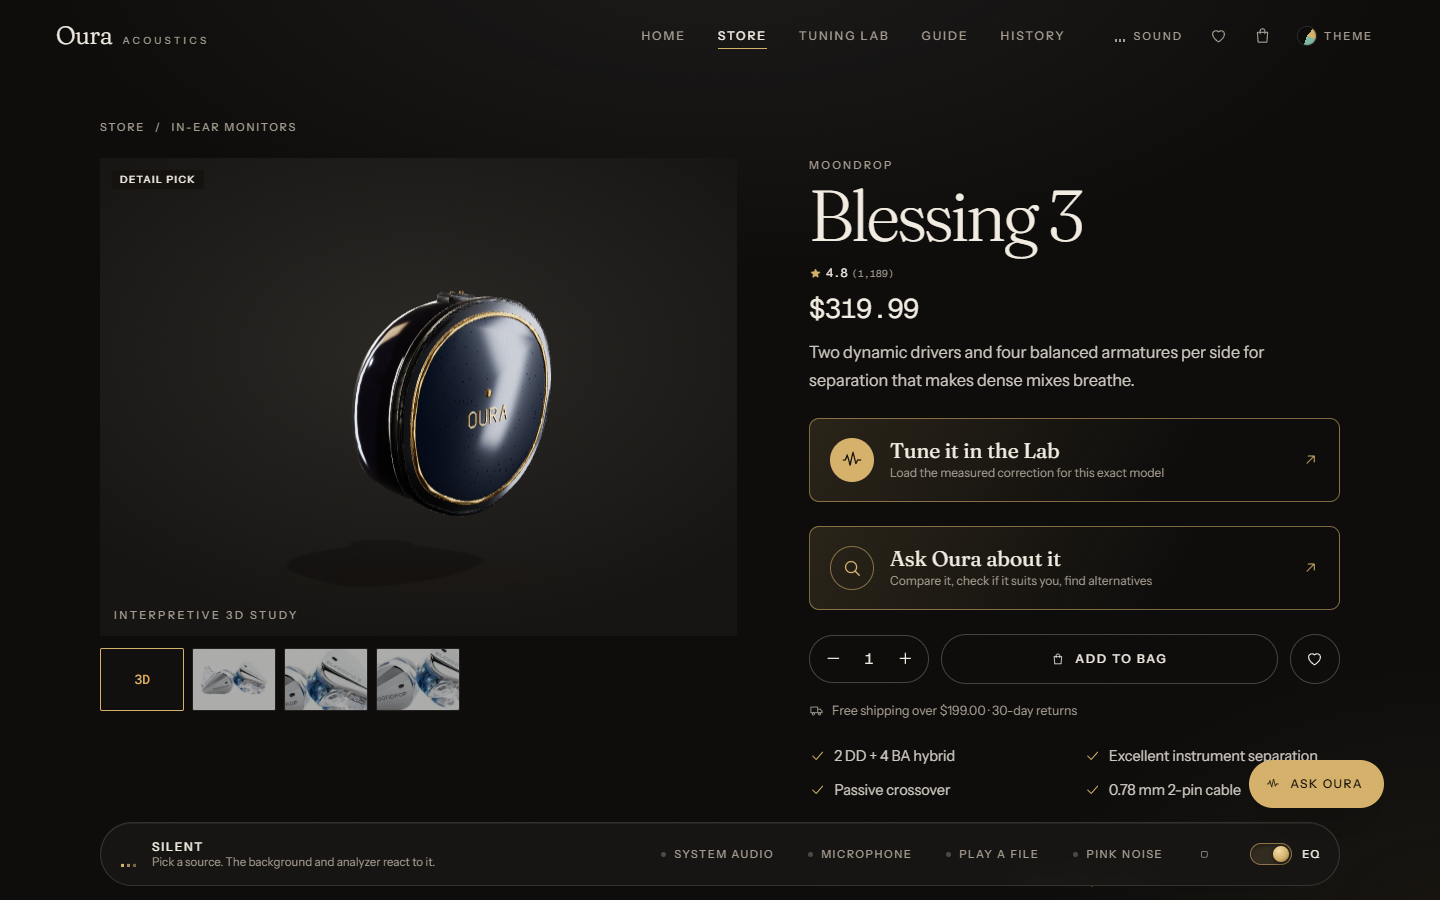 Oura ACOUSTICS
HOME STORE TUNING LAB GUIDE HISTORY SOUND THEME
STORE / IN-EAR MONITORS
DETAIL PICK
OURA
INTERPRETIVE 3D STUDY
3D
MOONDROP
Blessing 3
4.8 (1,189)
$319.99
Two dynamic drivers and four balanced armatures per side for
separation that makes dense mixes breathe.
Tune it in the Lab
Load the measured correction for this exact model
Ask Oura about it
Compare it, check if it suits you, find alternatives
1
ADD TO BAG
Free shipping over $199.00 · 30-day returns
2 DD + 4 BA hybrid
Excellent instrument separation
Passive crossover
0.78 mm 2-pin cable
ASK OURA
SILENT
Pick a source. The background and analyzer react to it.
SYSTEM AUDIO MICROPHONE PLAY A FILE PINK NOISE EQ